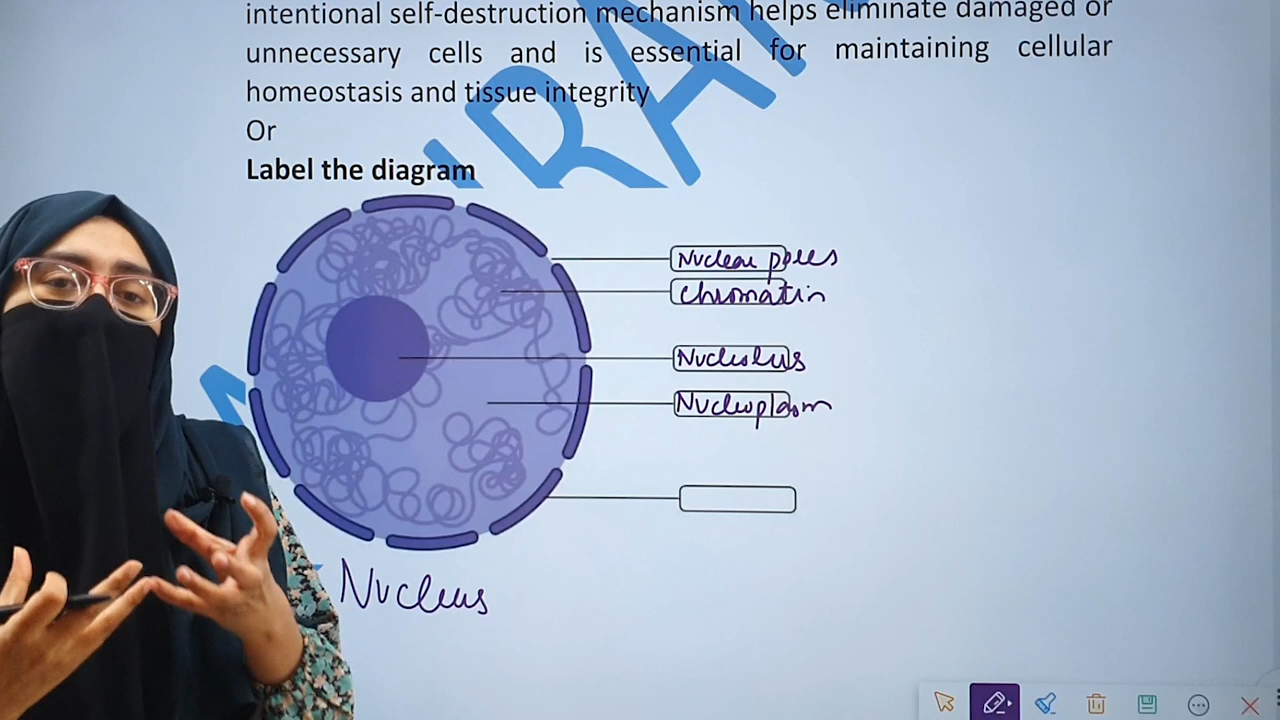 intentional self-destruction mechanism helps eliminate damaged or
unnecessary cells and is essential for maintaining cellular
homeostasis and tissue integrity
Or
Label the diagram
Nuclear pores
Chromatin
Nucleolus
Nucleoplasm
Nucleus